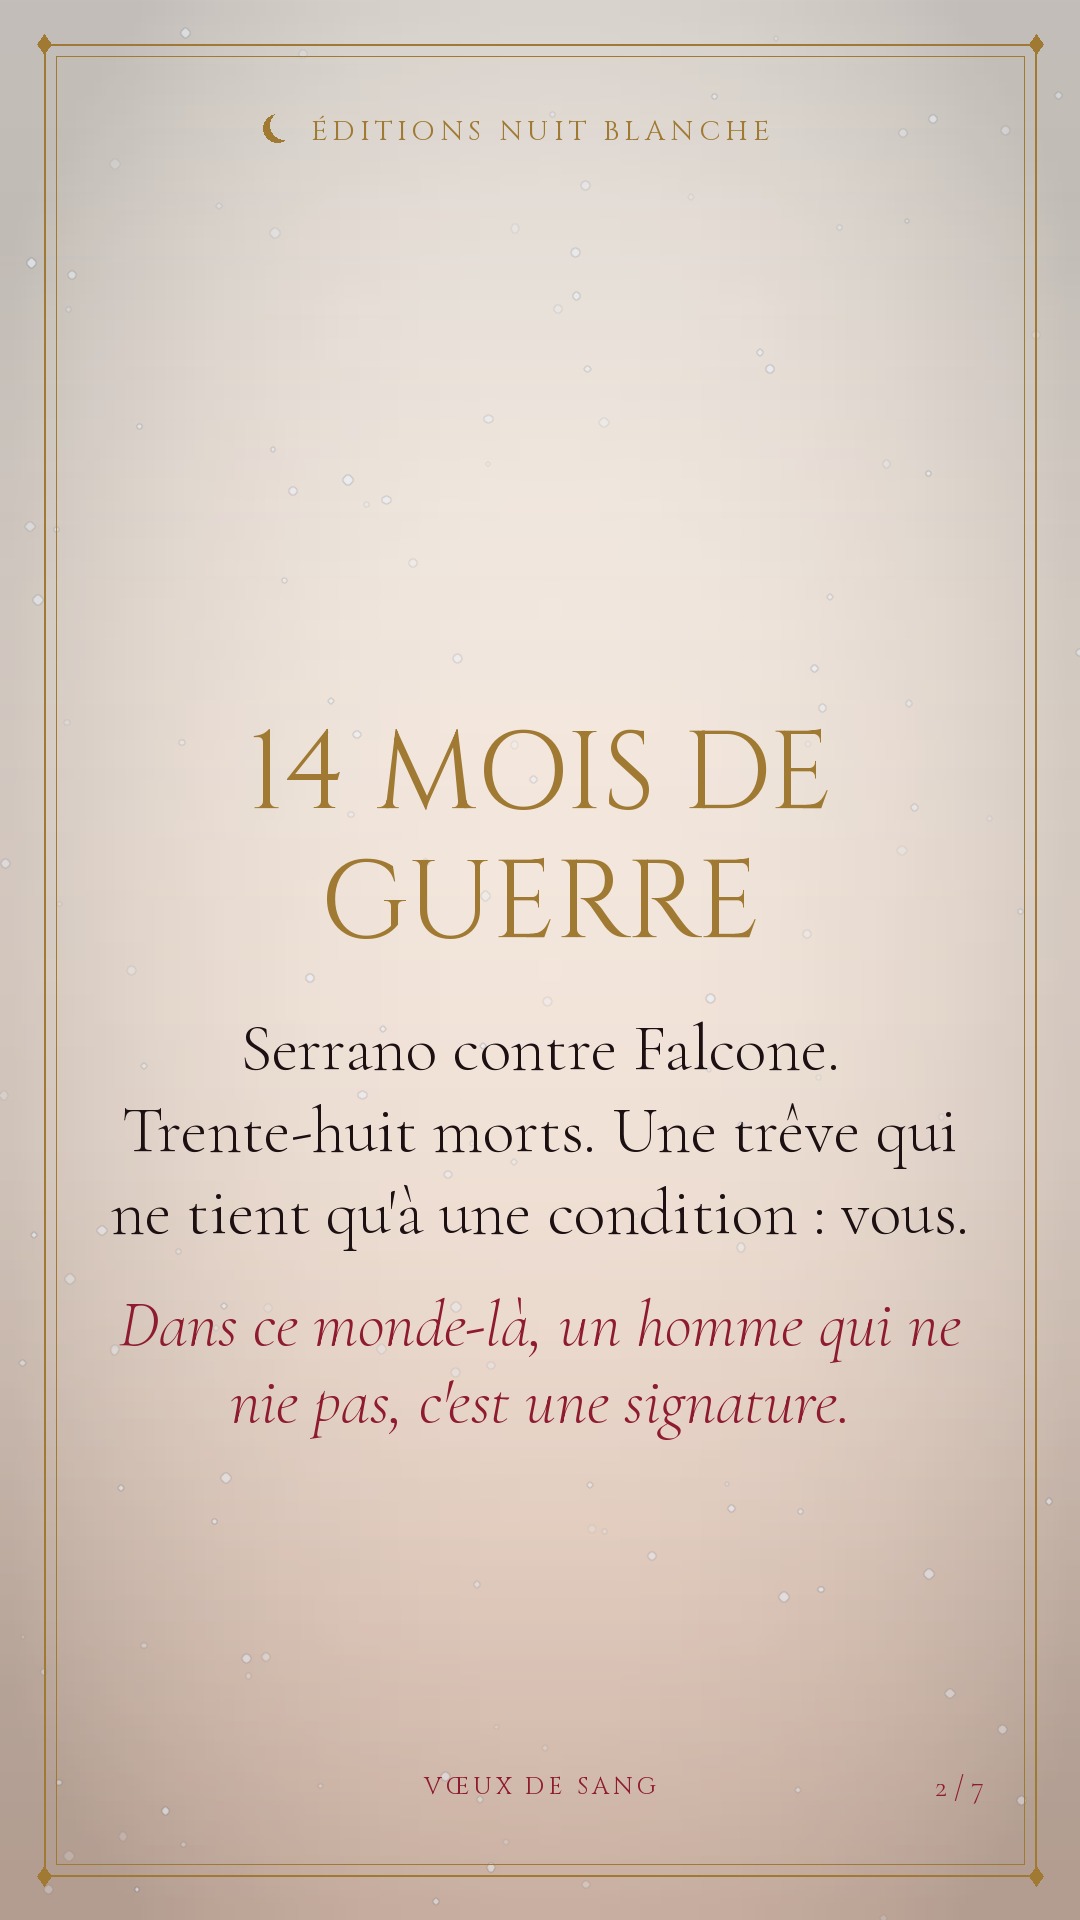 ÉDITIONS NUIT BLANCHE
14 MOIS DE
GUERRE
Serrano contre Falcone.
Trente-huit morts. Une trêve qui
ne tient qu'à une condition : vous.
Dans ce monde-là, un homme qui ne
nie pas, c'est une signature.
VŒUX DE SANG
2 / 7